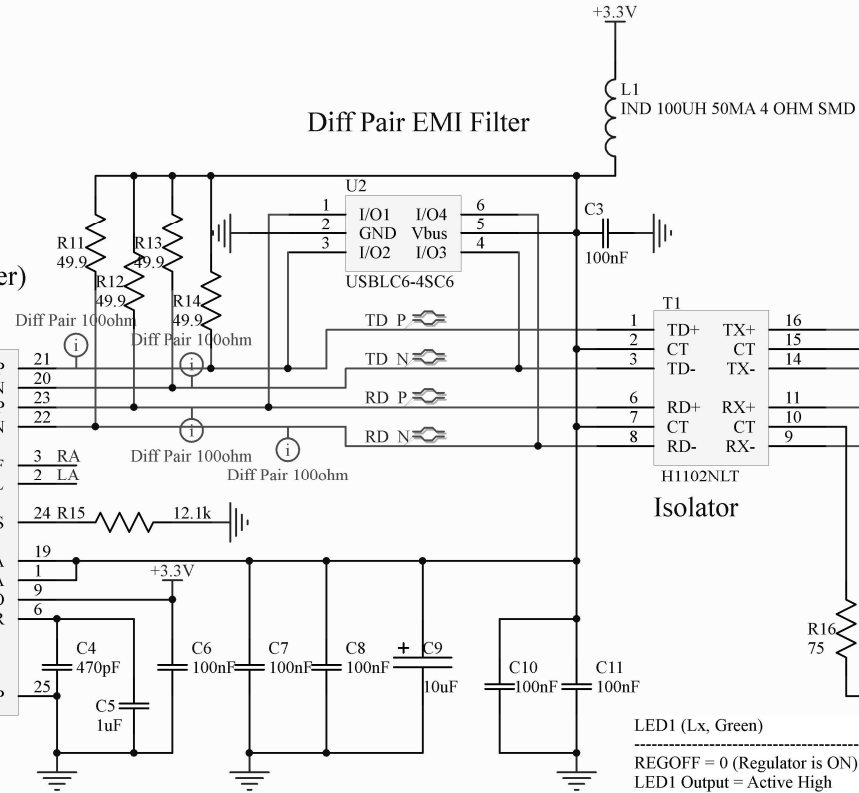 +3.3V
L1
IND 100UH 50MA 4 OHM SMD
Diff Pair EMI Filter
U2
1 I/O1 I/O4 6
2 GND Vbus 5
3 I/O2 I/O3 4
USBLC6-4SC6
C3
100nF
R11
49.9
R13
49.9
R12
49.9
R14
49.9
er)
Diff Pair 100ohm
Diff Pair 100ohm
TD P
TD N
RD P
RD N
T1
1 TD+ TX+ 16
2 CT CT 15
3 TD- TX- 14
6 RD+ RX+ 11
7 CT CT 10
8 RD- RX- 9
H1102NLT
Isolator
P 21
N 20
P 23
N 22
Diff Pair 100ohm
Diff Pair 100ohm
F 3 RA
L 2 LA
S 24 R15 12.1k
A 19
A 1
+3.3V
O 9
R 6
C4
470pF
C5
1uF
C6
100nF
C7
100nF
C8
100nF
+ C9
10uF
C10
100nF
C11
100nF
P 25
R16
75
LED1 (Lx, Green)
REGOFF = 0 (Regulator is ON)
LED1 Output = Active High